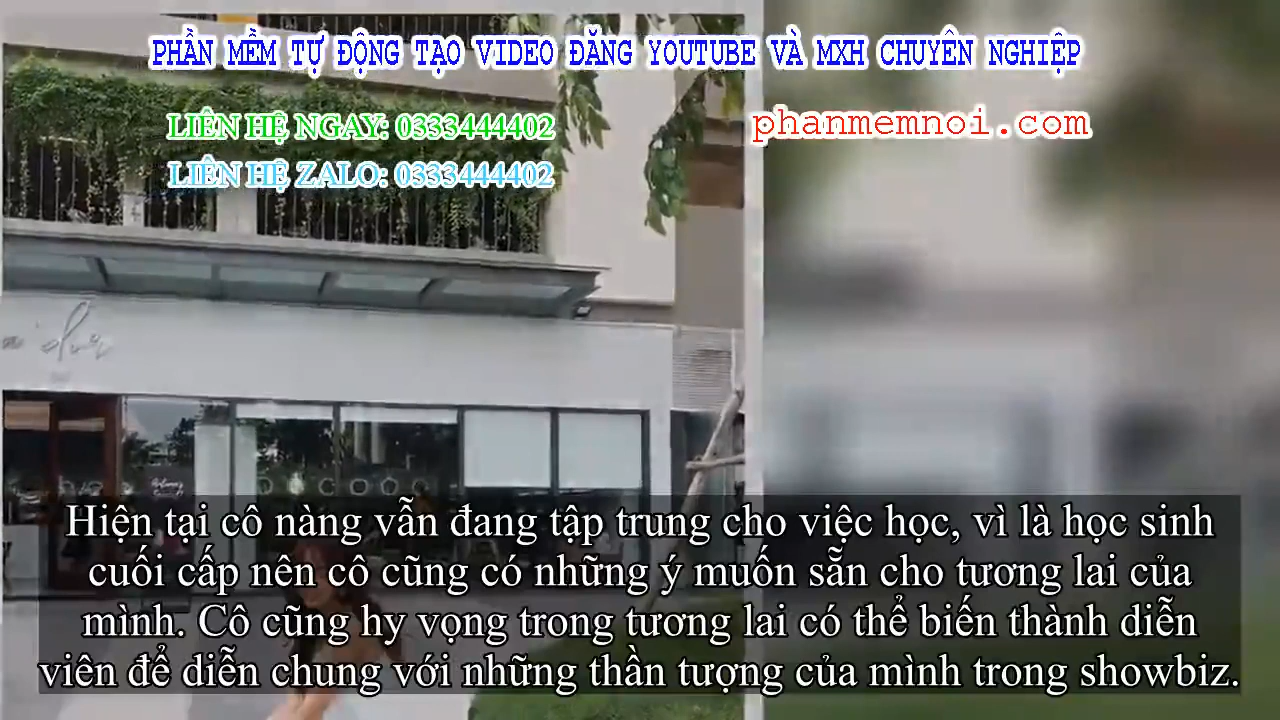 PHẦN MỀM TỰ ĐỘNG TẠO VIDEO ĐĂNG YOUTUBE VÀ MXH CHUYÊN NGHIỆP
LIÊN HỆ NGAY: 0333444402
phanmemnoi.com
LIÊN HỆ ZALO: 0333444402
Hiện tại cô nàng vẫn đang tập trung cho việc học, vì là học sinh
cuối cấp nên cô cũng có những ý muốn sẵn cho tương lai của
mình. Cô cũng hy vọng trong tương lai có thể biến thành diễn
viên để diễn chung với những thần tượng của mình trong showbiz.